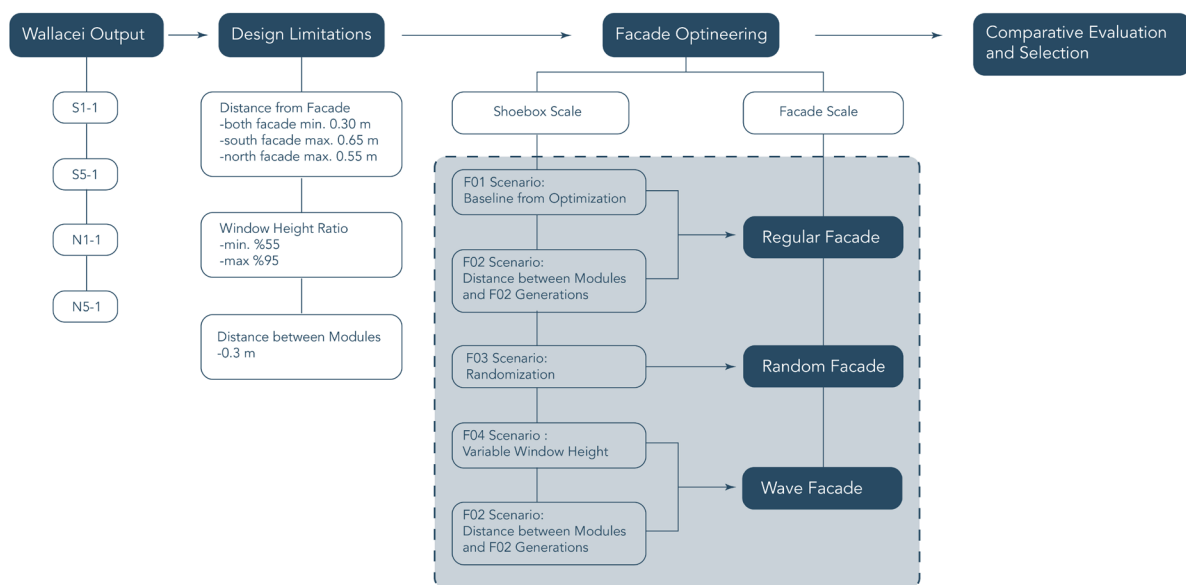 Wallacei Output
Design Limitations
Facade Optineering
Comparative Evaluation
and Selection
S1-1
S5-1
N1-1
N5-1
Distance from Facade
-both facade min. 0.30 m
-south facade max. 0.65 m
-north facade max. 0.55 m
Window Height Ratio
-min. %55
-max %95
Distance between Modules
-0.3 m
Shoebox Scale
Facade Scale
F01 Scenario:
Baseline from Optimization
F02 Scenario:
Distance between Modules
and F02 Generations
Regular Facade
F03 Scenario:
Randomization
Random Facade
F04 Scenario :
Variable Window Height
F02 Scenario:
Distance between Modules
and F02 Generations
Wave Facade